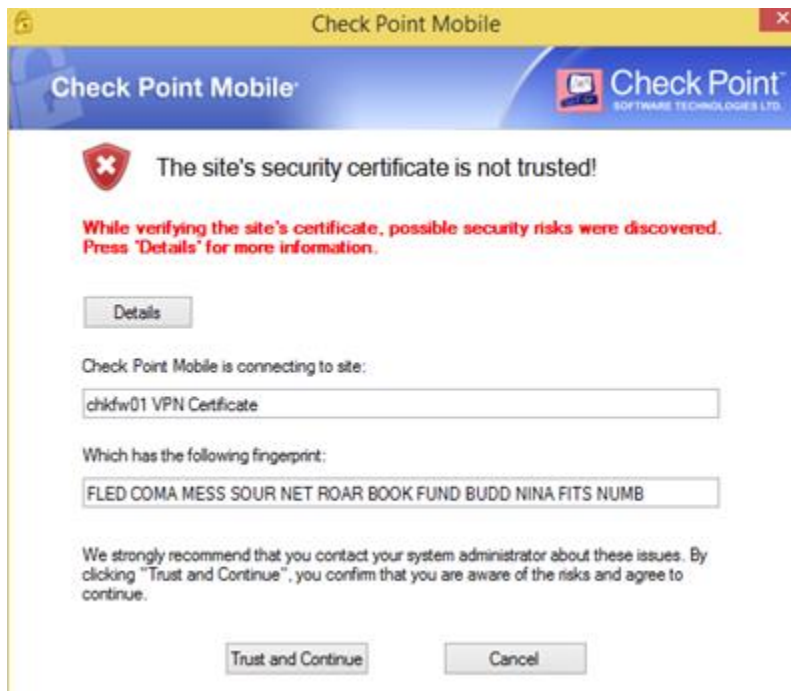 Check Point Mobile
Check Point Mobile
Check Point
SOFTWARE TECHNOLOGIES LTD.
The site's security certificate is not trusted!
While verifying the site's certificate, possible security risks were discovered.
Press 'Details' for more information.
Details
Check Point Mobile is connecting to site:
chkfw01 VPN Certificate
Which has the following fingerprint:
FLED COMA MESS SOUR NET ROAR BOOK FUND BUDD NINA FITS NUMB
We strongly recommend that you contact your system administrator about these issues. By
clicking "Trust and Continue", you confirm that you are aware of the risks and agree to
continue.
Trust and Continue
Cancel